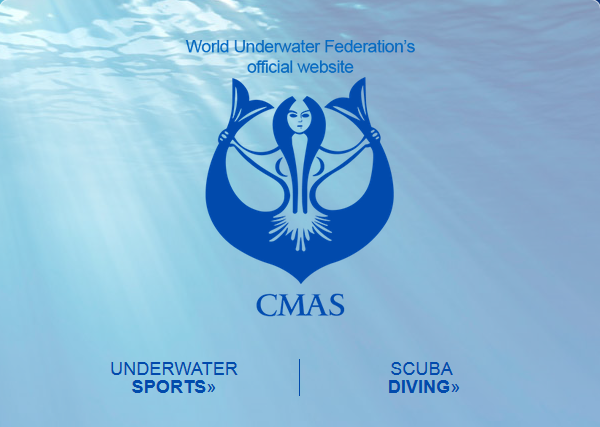 World Underwater Federation’s
official website
CMAS
UNDERWATER
SPORTS»
SCUBA
DIVING»